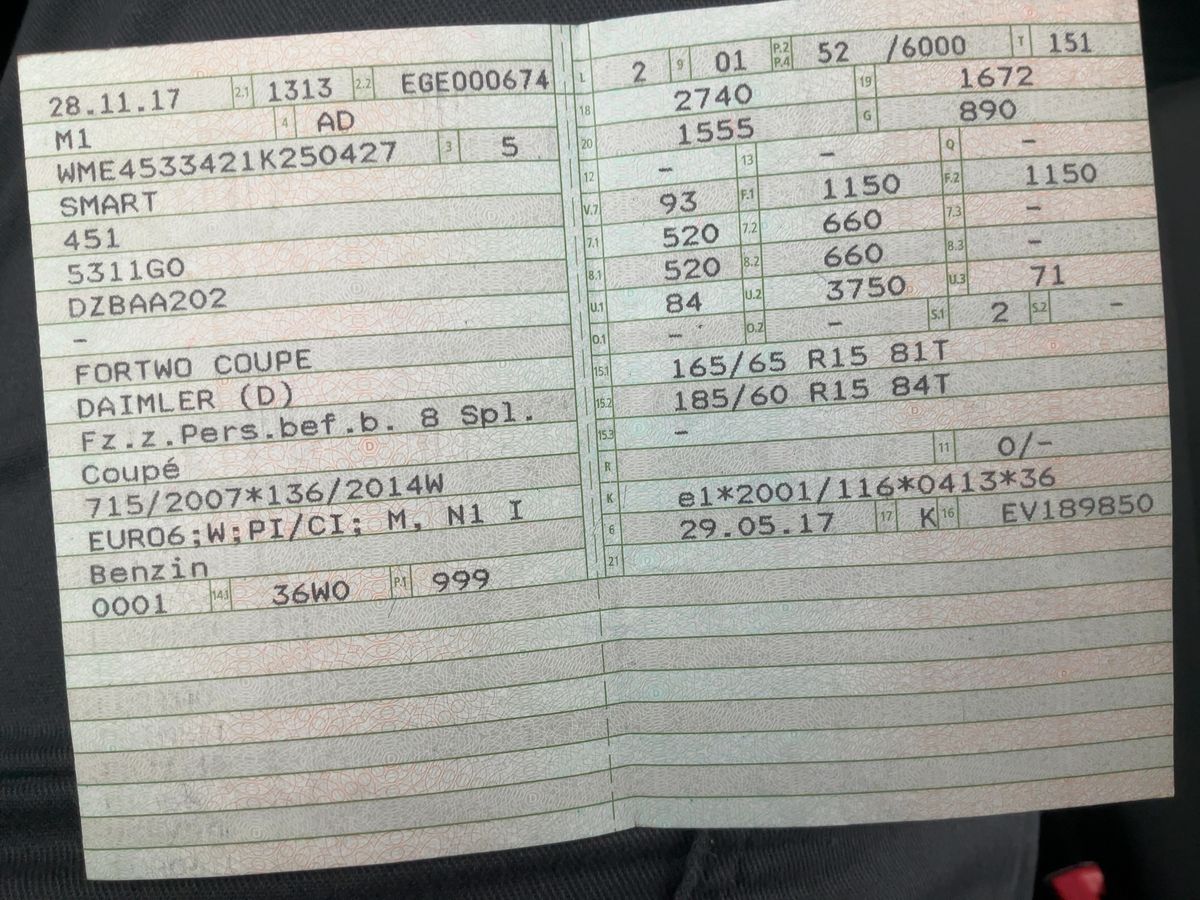 28.11.17 2.1 1313 2.2 EGE000674
M1 4 AD
WME4533421K250427 3 5
SMART
451
5311G0
DZBAA202
-
FORTWO COUPE
DAIMLER (D)
Fz.z.Pers.bef.b. 8 Spl.
Coupé
715/2007*136/2014W
EURO6;W;PI/CI; M, N1 I
Benzin
0001 14.1 36W0 P.1 999
L 2 9 01 P.2 P.4 52 /6000 T 151
18 2740 19 1672
20 1555 G 890
12 - 13 - Q -
V.7 93 F.1 1150 F.2 1150
7.1 520 7.2 660 7.3 -
8.1 520 8.2 660 8.3 -
U.1 84 U.2 3750 U.3 71
O.1 - O.2 - S.1 2 S.2 -
15.1 165/65 R15 81T
15.2 185/60 R15 84T
15.3 -
R 11 0/-
K e1*2001/116*0413*36
6 29.05.17 17 K 16 EV189850
21